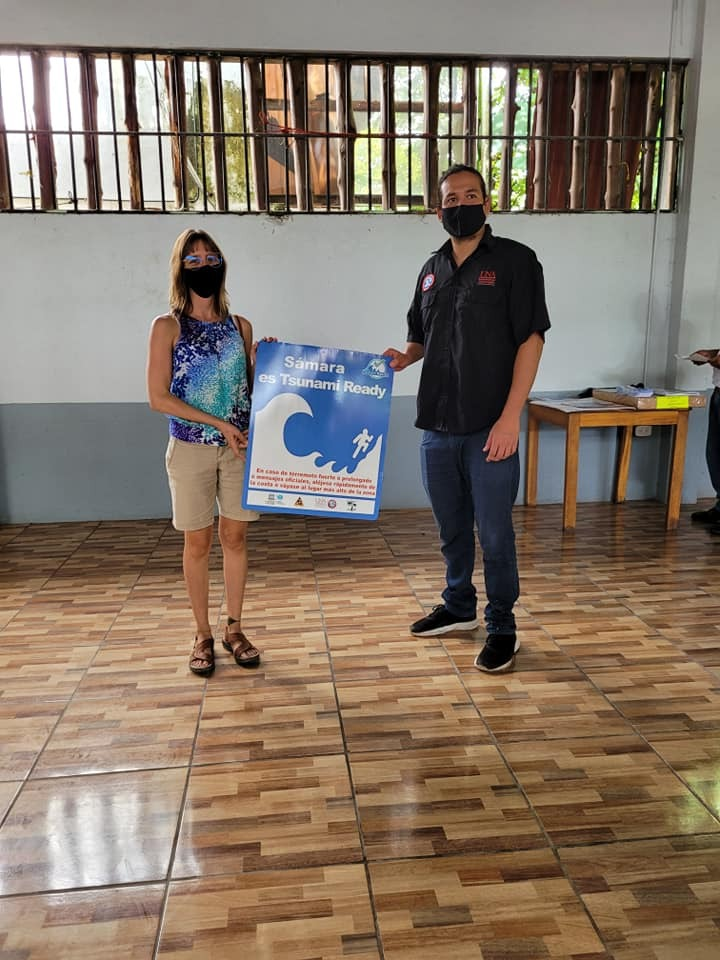 Sámara
es Tsunami Ready
En caso de terremoto fuerte o prolongado
o mensajes oficiales, aléjese rápidamente de
la costa o váyase al lugar más alto de la zona
UNA